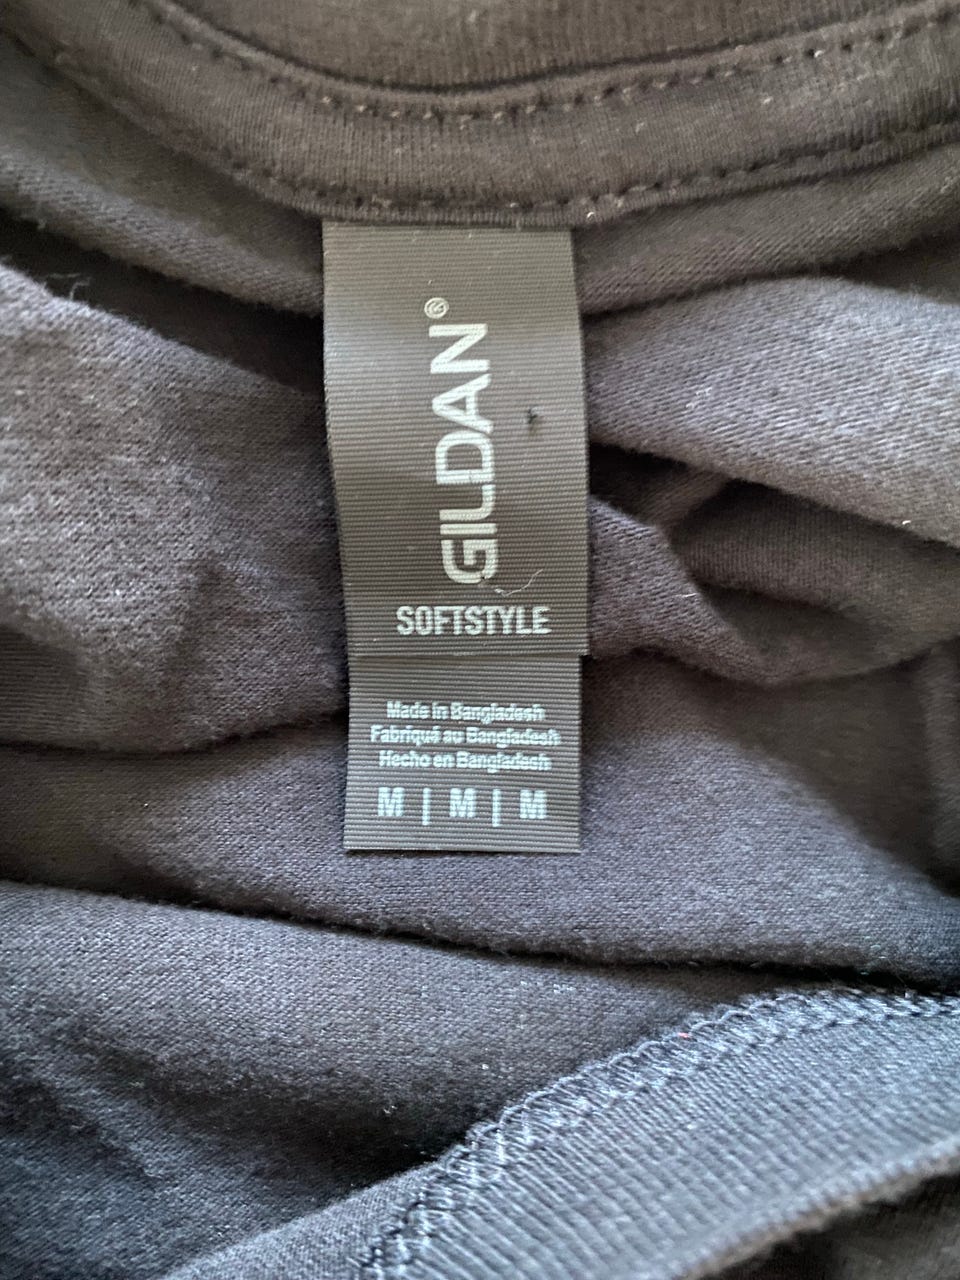 GILDAN®
SOFTSTYLE
Made in Bangladesh
Fabriqué au Bangladesh
Hecho en Bangladesh
M | M | M